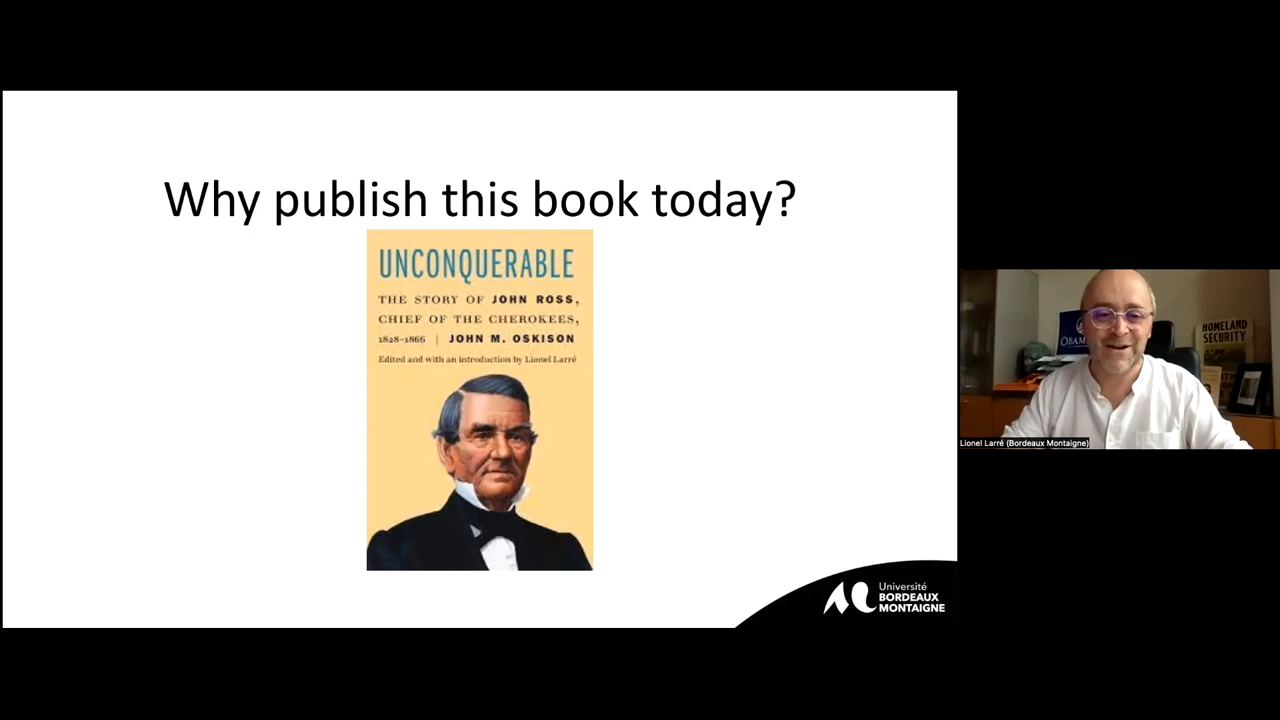 Why publish this book today?
UNCONQUERABLE
THE STORY OF JOHN ROSS,
CHIEF OF THE CHEROKEES,
1828–1866 | JOHN M. OSKISON
Edited and with an introduction by Lionel Larré
Université
BORDEAUX
MONTAIGNE
OBAM
HOMELAND
SECURITY
Lionel Larré (Bordeaux Montaigne)